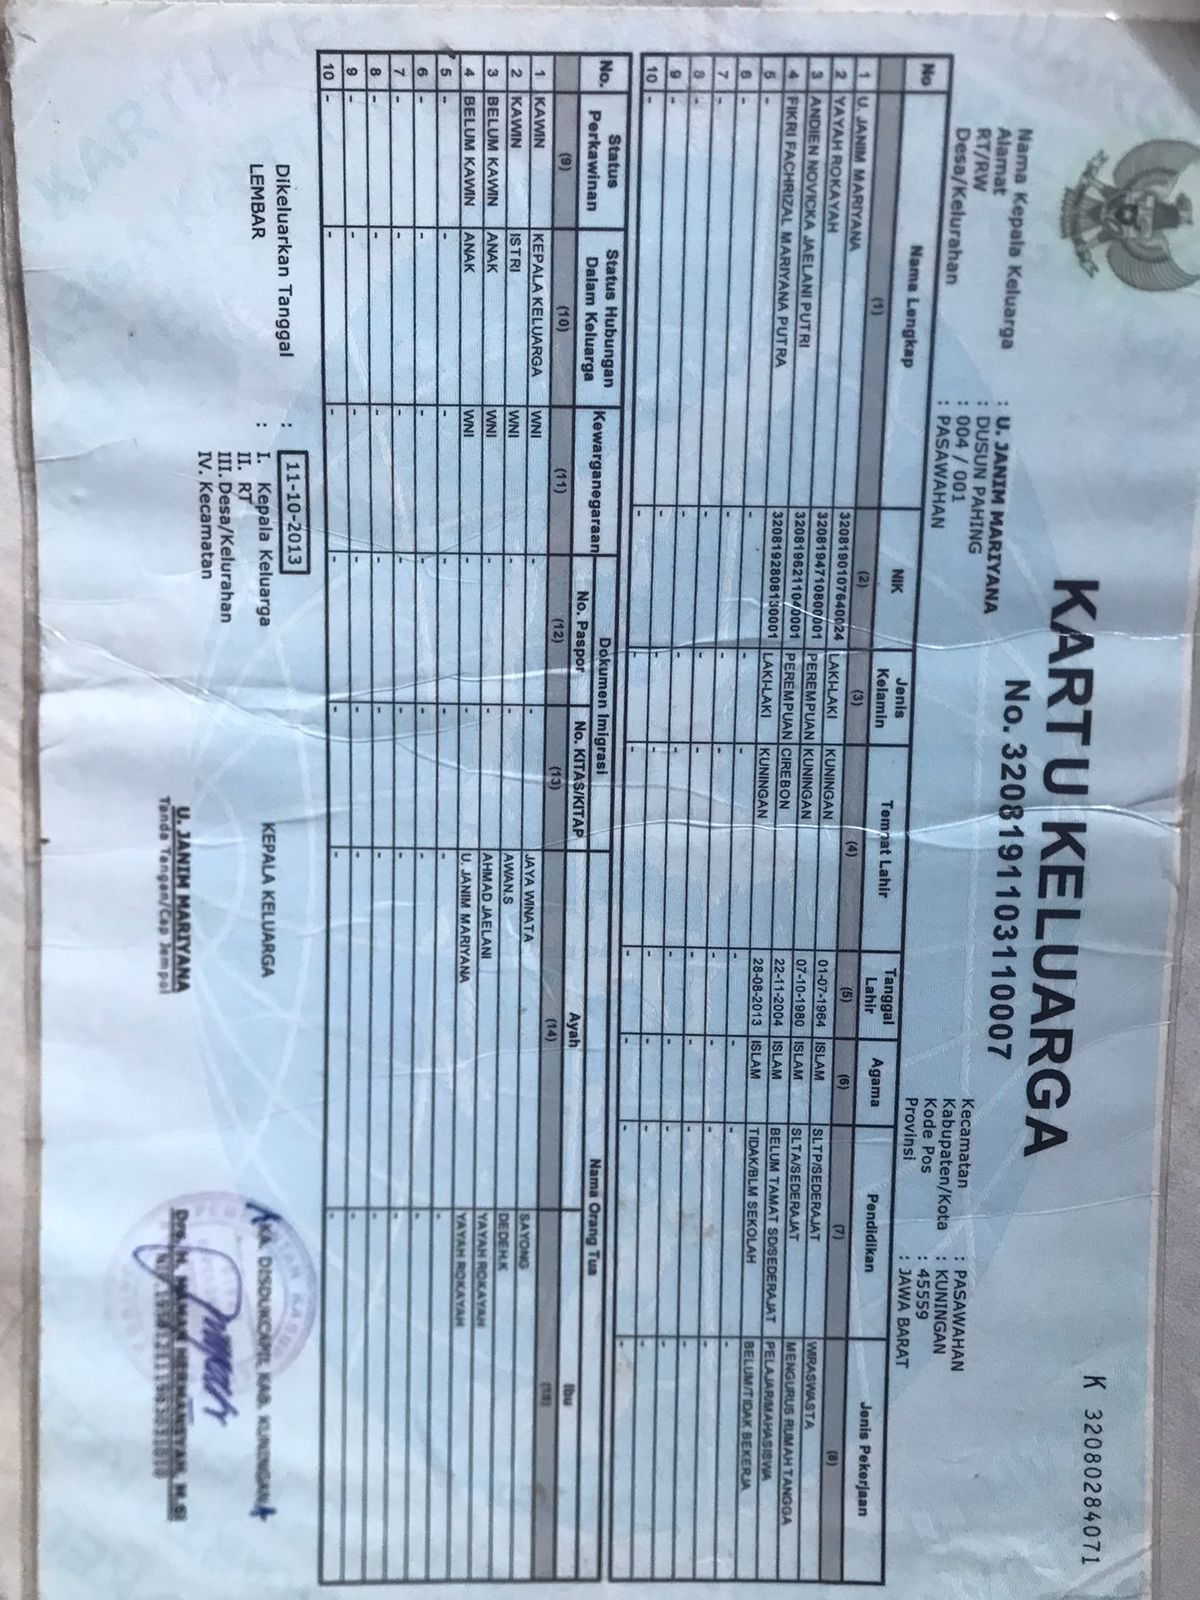 KARTU KELUARGA
No. 3208191103110007
K 3208028407​1
Nama Kepala Keluarga : U. JANIM MARIYANA
Alamat : DUSUN PAHING
RT/RW : 004 / 001
Desa/Kelurahan : PASAWAHAN
Kecamatan : PASAWAHAN
Kabupaten/Kota : KUNINGAN
Kode Pos : 45559
Provinsi : JAWA BARAT
No Nama Lengkap NIK Jenis Kelamin Tempat Lahir Tanggal Lahir Agama Pendidikan Jenis Pekerjaan
(1) (2) (3) (4) (5) (6) (7) (8)
1 U. JANIM MARIYANA 3208190107640024 LAKI-LAKI KUNINGAN 01-07-1964 ISLAM SLTP/SEDERAJAT WIRASWASTA
2 YAYAH ROKAYAH 3208194710800001 PEREMPUAN KUNINGAN 07-10-1980 ISLAM SLTA/SEDERAJAT MENGURUS RUMAH TANGGA
3 ANDIEN NOVICKA JAELANI PUTRI 3208196211040001 PEREMPUAN CIREBON 22-11-2004 ISLAM BELUM TAMAT SD/SEDERAJAT PELAJAR/MAHASISWA
4 FIKRI FACHRIZAL MARIYANA PUTRA 3208192808130001 LAKI-LAKI KUNINGAN 28-08-2013 ISLAM TIDAK/BLM SEKOLAH BELUM/TIDAK BEKERJA
5 - - - - - - - -
6 - - - - - - - -
7 - - - - - - - -
8 - - - - - - - -
9 - - - - - - - -
10 - - - - - - - -
No. Status Perkawinan Status Hubungan Dalam Keluarga Kewarganegaraan Dokumen Imigrasi Nama Orang Tua
No. Paspor No. KITAS/KITAP Ayah Ibu
(9) (10) (11) (12) (13) (14) (15)
1 KAWIN KEPALA KELUARGA WNI - - JAYA WINATA SAYONG
2 KAWIN ISTRI WNI - - AWAN.S DEDEH.K
3 BELUM KAWIN ANAK WNI - - AHMAD JAELANI YAYAH ROKAYAH
4 BELUM KAWIN ANAK WNI - - U. JANIM MARIYANA YAYAH ROKAYAH
5 - - - - - - -
6 - - - - - - -
7 - - - - - - -
8 - - - - - - -
9 - - - - - - -
10 - - - - - - -
Dikeluarkan Tanggal : 11-10-2013
LEMBAR : I. Kepala Keluarga
II. RT
III. Desa/Kelurahan
IV. Kecamatan
KEPALA KELUARGA
U. JANIM MARIYANA
Tanda Tangan/Cap Jempol
KA. DISDUKCAPIL KAB. KUNINGAN
Drs. H. MAMAN HERMANSYAH, M.Si